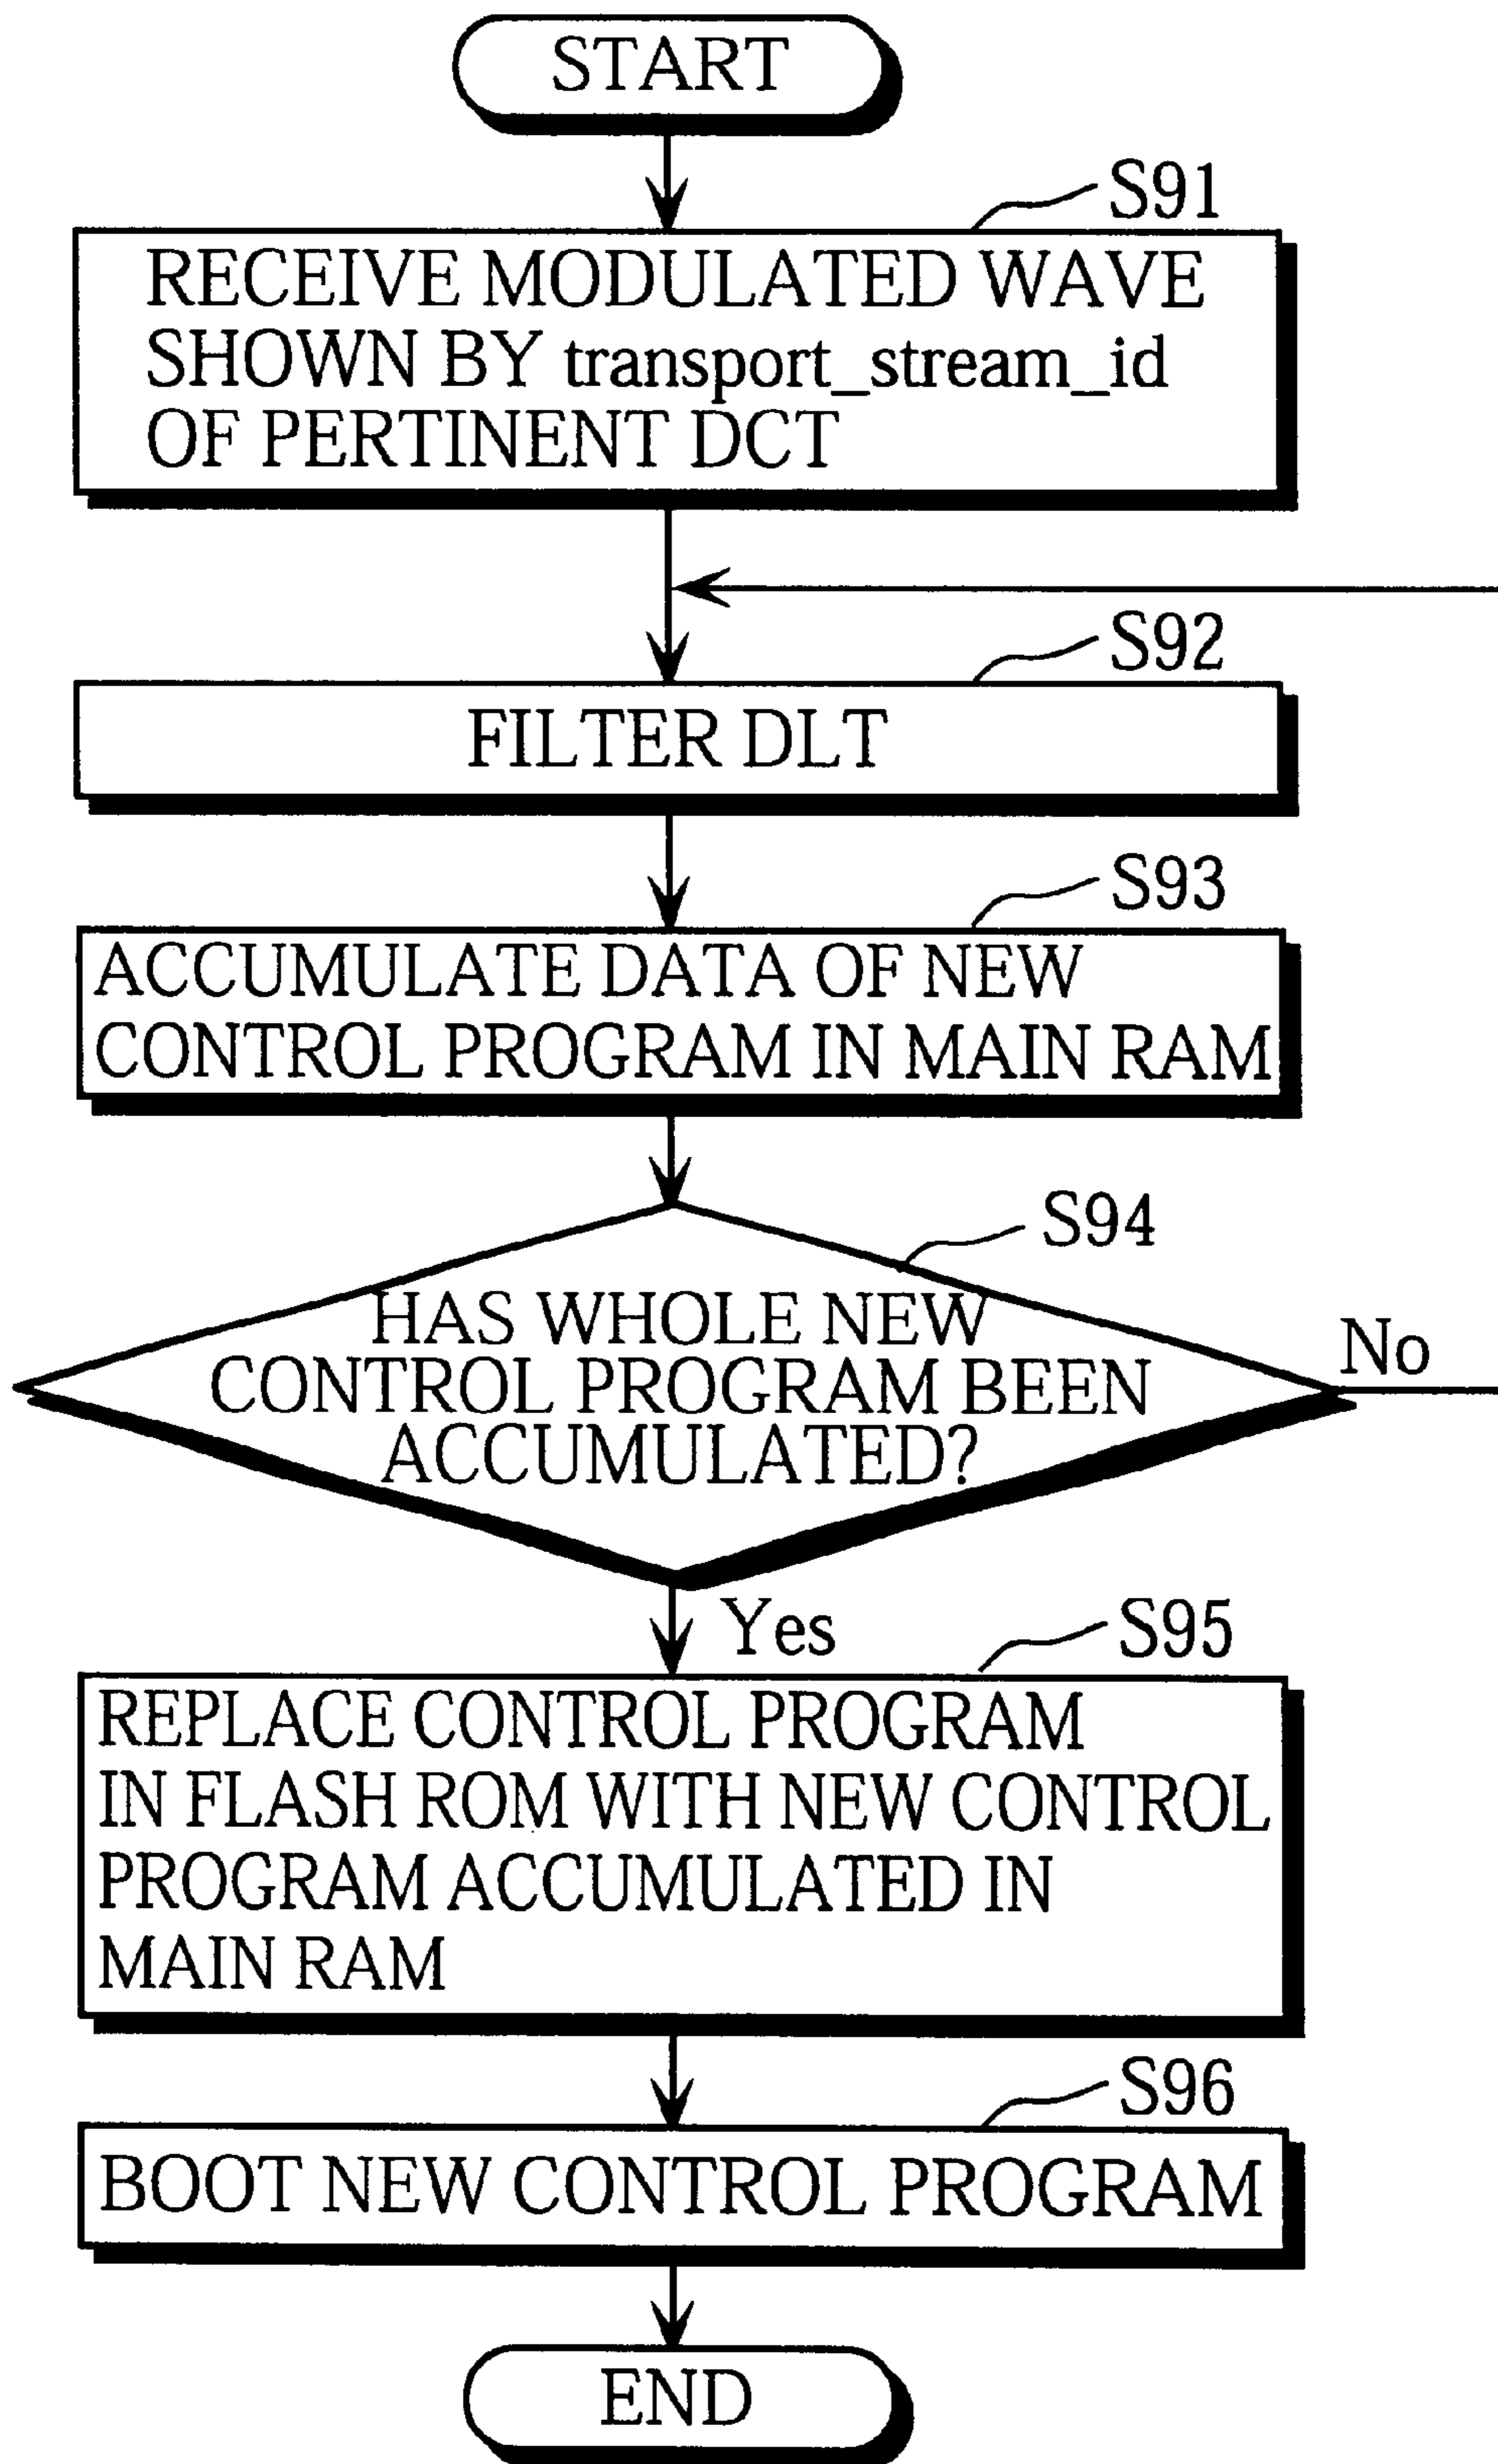 START
S91
RECEIVE MODULATED WAVE
SHOWN BY transport_stream_id
OF PERTINENT DCT
S92
FILTER DLT
S93
ACCUMULATE DATA OF NEW
CONTROL PROGRAM IN MAIN RAM
S94
HAS WHOLE NEW
CONTROL PROGRAM BEEN
ACCUMULATED?
No
Yes
S95
REPLACE CONTROL PROGRAM
IN FLASH ROM WITH NEW CONTROL
PROGRAM ACCUMULATED IN
MAIN RAM
S96
BOOT NEW CONTROL PROGRAM
END